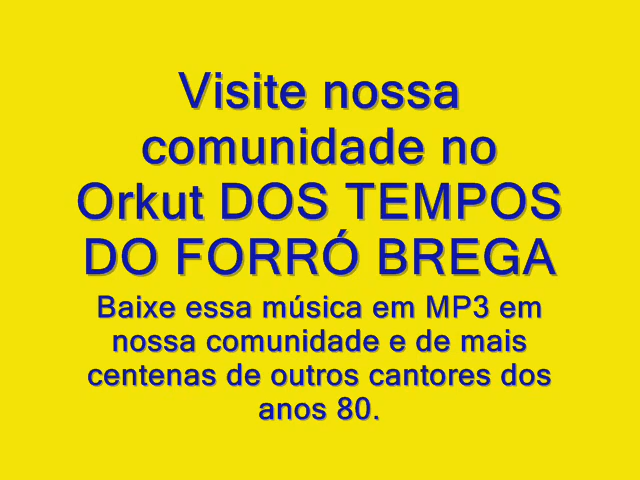 Visite nossa
comunidade no
Orkut DOS TEMPOS
DO FORRÓ BREGA
Baixe essa música em MP3 em
nossa comunidade e de mais
centenas de outros cantores dos
anos 80.